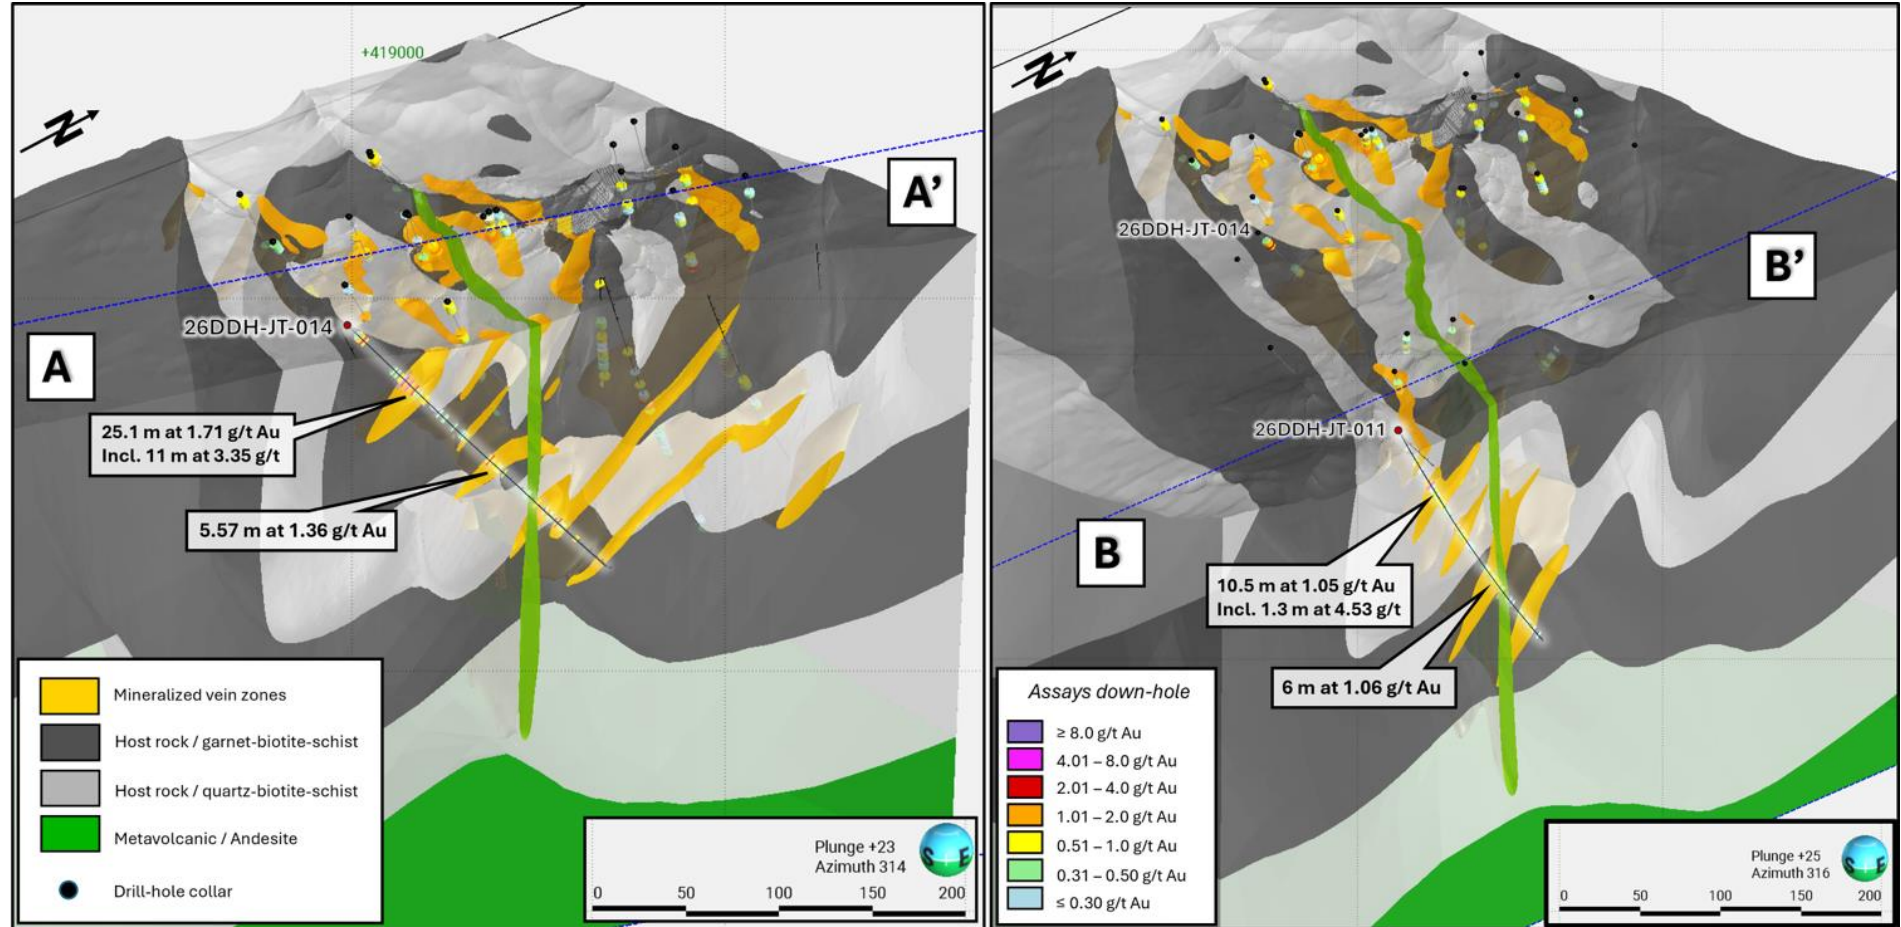 +419000
N
A'
26DDH-JT-014
A
25.1 m at 1.71 g/t Au
Incl. 11 m at 3.35 g/t
5.57 m at 1.36 g/t Au
Mineralized vein zones
Host rock / garnet-biotite-schist
Host rock / quartz-biotite-schist
Metavolcanic / Andesite
Drill-hole collar
Plunge +23
Azimuth 314
S E
0 50 100 150 200
N
26DDH-JT-014
B'
26DDH-JT-011
B
10.5 m at 1.05 g/t Au
Incl. 1.3 m at 4.53 g/t
6 m at 1.06 g/t Au
Assays down-hole
≥ 8.0 g/t Au
4.01 – 8.0 g/t Au
2.01 – 4.0 g/t Au
1.01 – 2.0 g/t Au
0.51 – 1.0 g/t Au
0.31 – 0.50 g/t Au
≤ 0.30 g/t Au
Plunge +25
Azimuth 316
S E
0 50 100 150 200